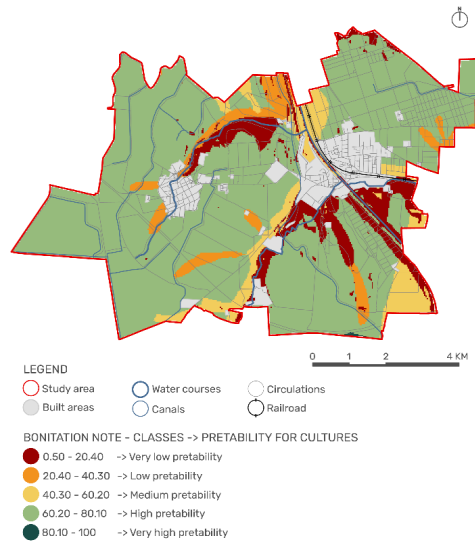 N
0 1 2 4 KM
LEGEND
Study area Water courses Circulations
Built areas Canals Railroad
BONITATION NOTE - CLASSES -> PRETABILITY FOR CULTURES
0.50 - 20.40 -> Very low pretability
20.40 - 40.30 -> Low pretability
40.30 - 60.20 -> Medium pretability
60.20 - 80.10 -> High pretability
80.10 - 100 -> Very high pretability